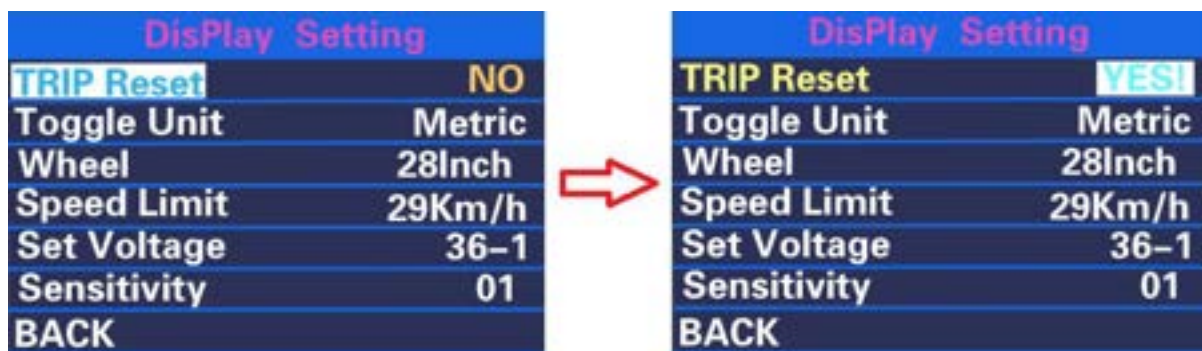 DisPlay Setting
TRIP Reset NO
Toggle Unit Metric
Wheel 28Inch
Speed Limit 29Km/h
Set Voltage 36-1
Sensitivity 01
BACK
DisPlay Setting
TRIP Reset YES!
Toggle Unit Metric
Wheel 28Inch
Speed Limit 29Km/h
Set Voltage 36-1
Sensitivity 01
BACK